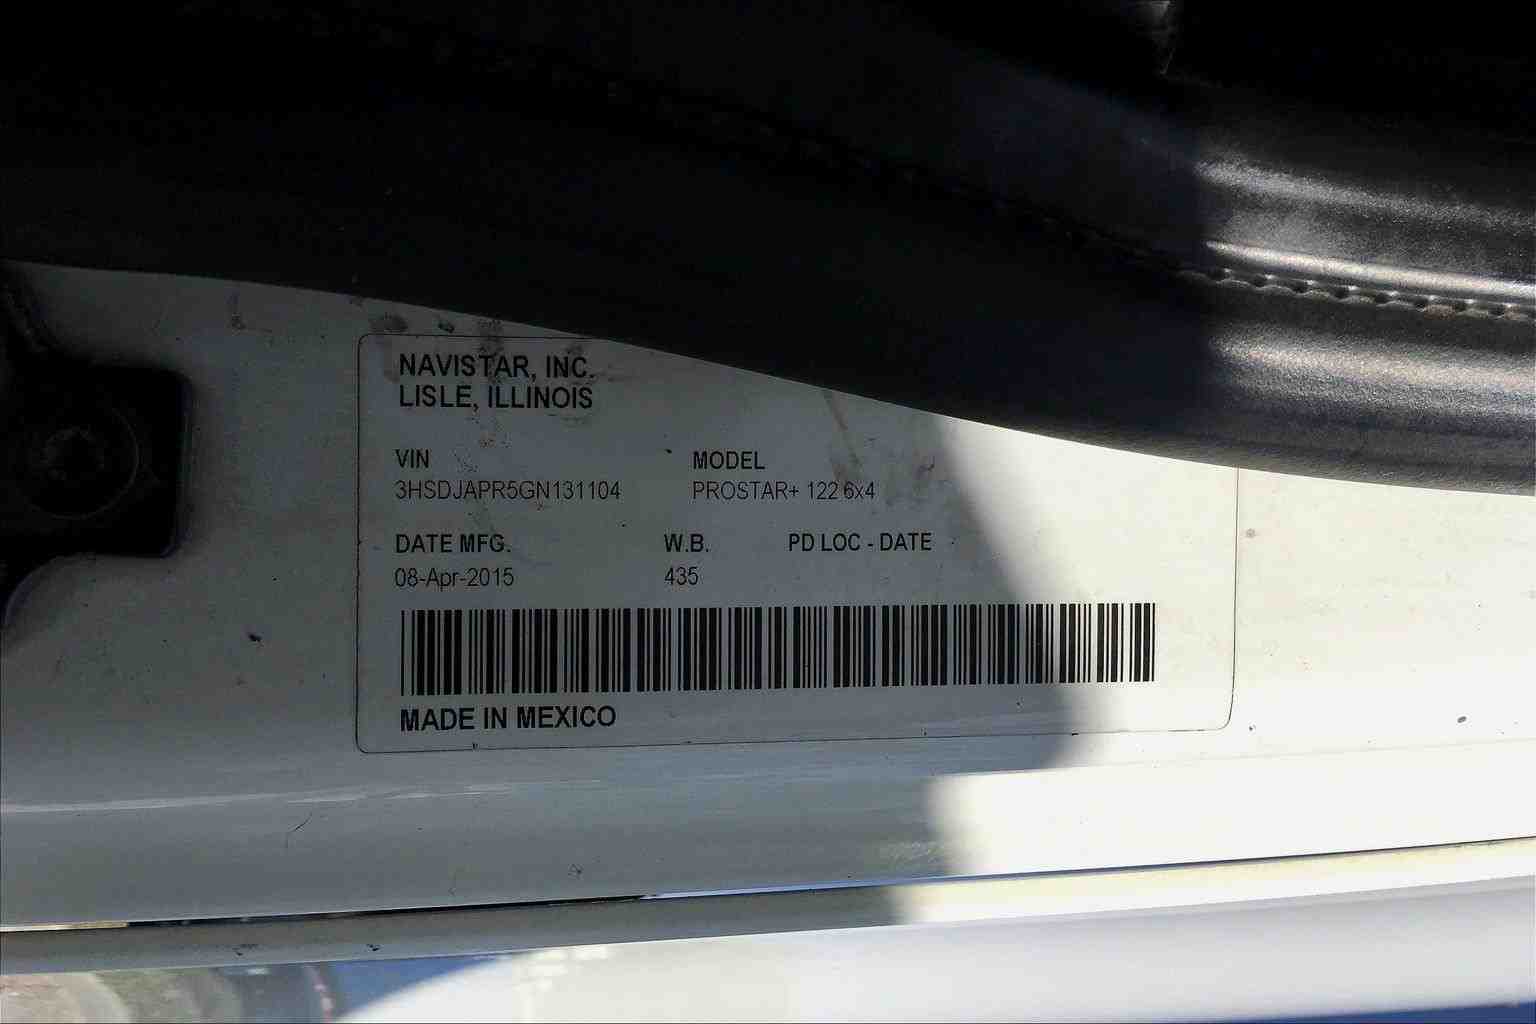 NAVISTAR, INC.
LISLE, ILLINOIS
VIN MODEL
3HSDJAPR5GN131104 PROSTAR+ 122 6x4
DATE MFG. W.B. PD LOC - DATE
08-Apr-2015 435
MADE IN MEXICO